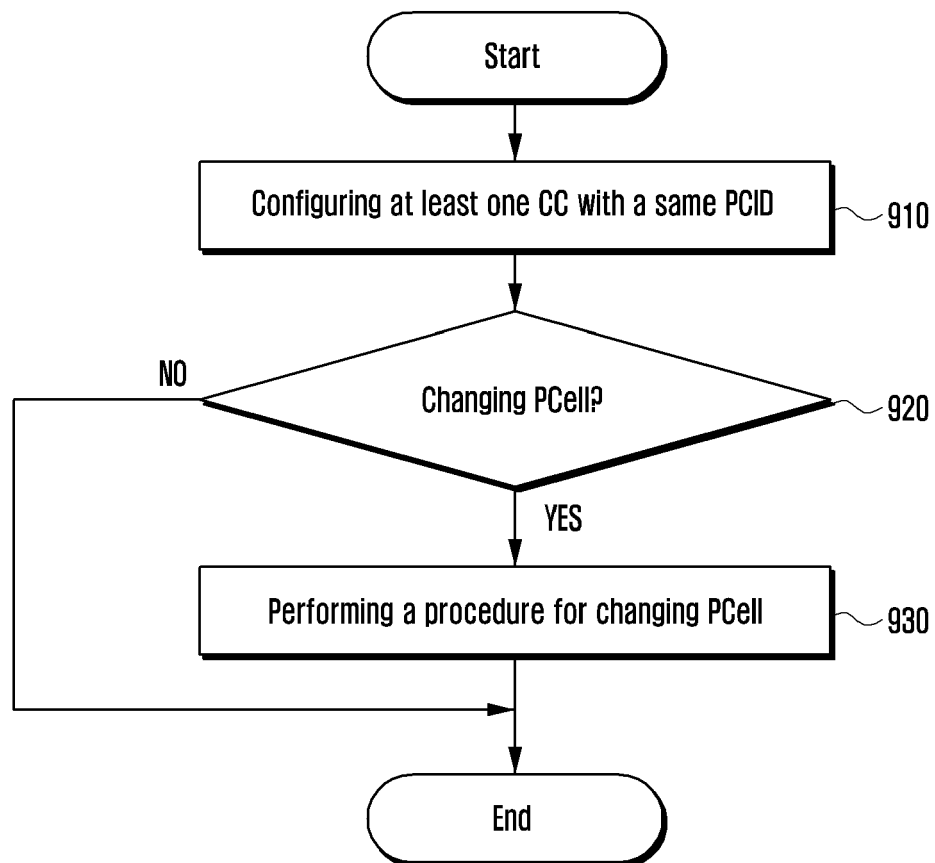 Start
Configuring at least one CC with a same PCID
910
NO
Changing PCell?
920
YES
Performing a procedure for changing PCell
930
End